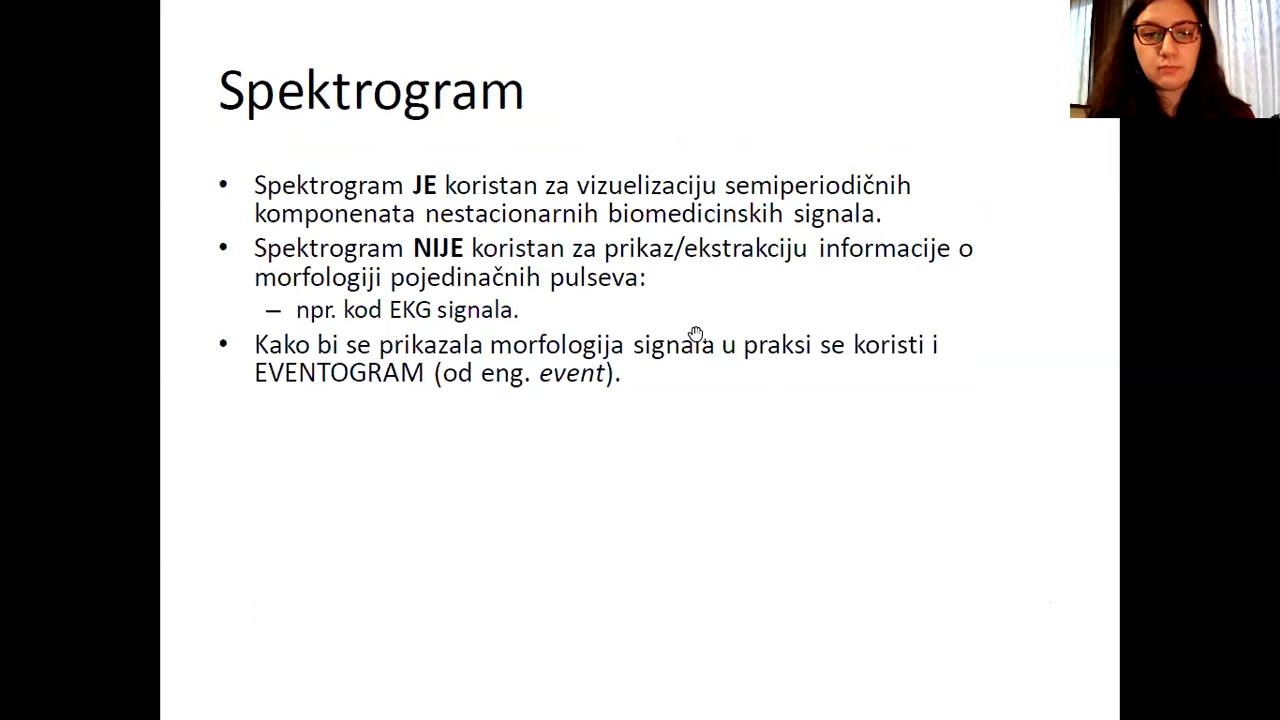 Spektrogram
• Spektrogram JE koristan za vizuelizaciju semiperiodičnih
komponenata nestacionarnih biomedicinskih signala.
• Spektrogram NIJE koristan za prikaz/ekstrakciju informacije o
morfologiji pojedinačnih pulseva:
– npr. kod EKG signala.
• Kako bi se prikazala morfologija signala u praksi se koristi i
EVENTOGRAM (od eng. event).